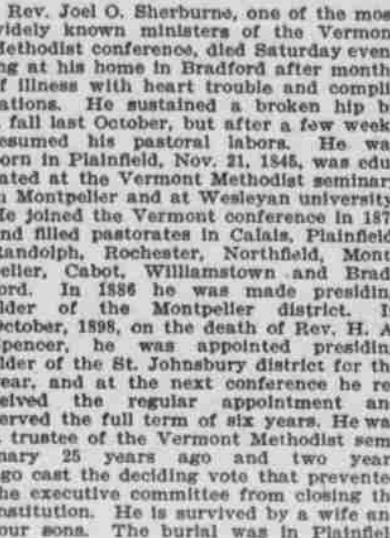 Rev. Joel O. Sherburne, one of the mos
widely known ministers of the Vermon
Methodist conference, died Saturday even
ng at his home in Bradford after month
of illness with heart trouble and compli
ations. He sustained a broken hip b
a fall last October, but after a few week
esumed his pastoral labors. He wa
orn in Plainfield, Nov. 21, 1845, was edu
ated at the Vermont Methodist seminar
n Montpelier and at Wesleyan university
He joined the Vermont conference in 187
and filled pastorates in Calais, Plainfield
Randolph, Rochester, Northfield, Mont
elier, Cabot, Williamstown and Brad
ord. In 1886 he was made presidin
lder of the Montpelier district. I
October, 1898, on the death of Rev. H. A
Spencer, he was appointed presidin
lder of the St. Johnsbury district for th
ear, and at the next conference he re
eived the regular appointment an
erved the full term of six years. He wa
a trustee of the Vermont Methodist sem
nary 25 years ago and two year
go cast the deciding vote that prevente
he executive committee from closing th
nstitution. He is survived by a wife an
our sons. The burial was in Plainfiel